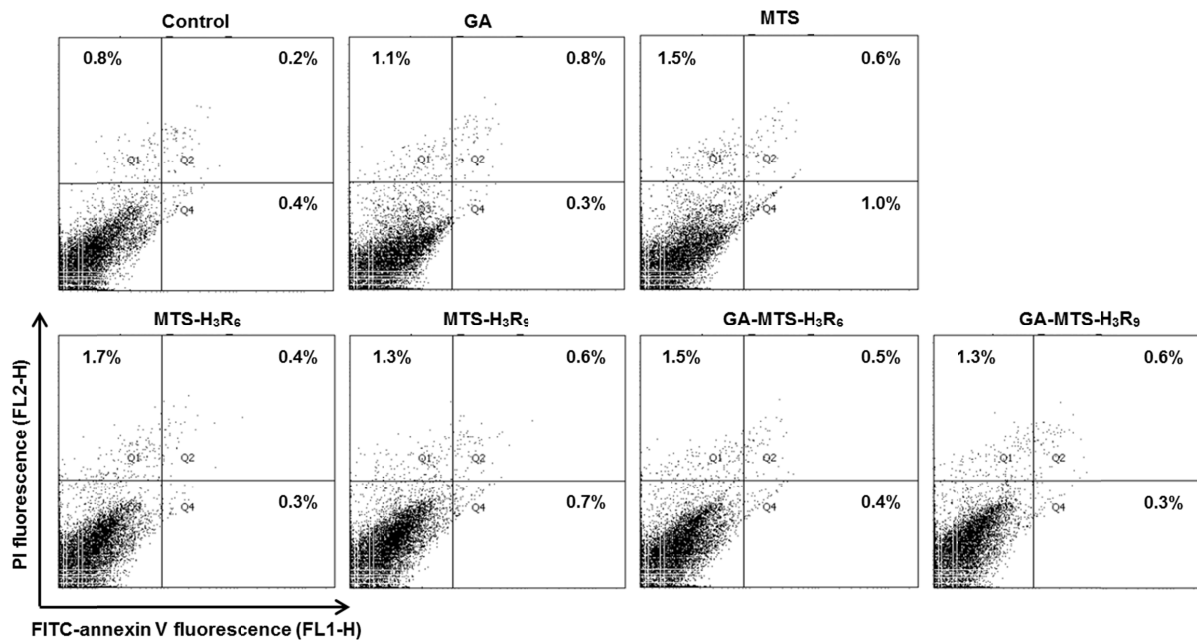 Control
GA
MTS
0.8%
0.2%
1.1%
0.8%
1.5%
0.6%
Q1
Q2
Q1
Q2
Q1
Q2
0.4%
0.3%
1.0%
Q4
Q4
Q3
Q4
MTS-H₃R₆
MTS-H₃R₉
GA-MTS-H₃R₆
GA-MTS-H₃R₉
1.7%
0.4%
1.3%
0.6%
1.5%
0.5%
1.3%
0.6%
Q1
Q2
Q1
Q2
Q1
Q2
Q1
Q2
0.3%
0.7%
0.4%
0.3%
Q4
Q4
Q4
Q4
PI fluorescence (FL2-H)
FITC-annexin V fluorescence (FL1-H)